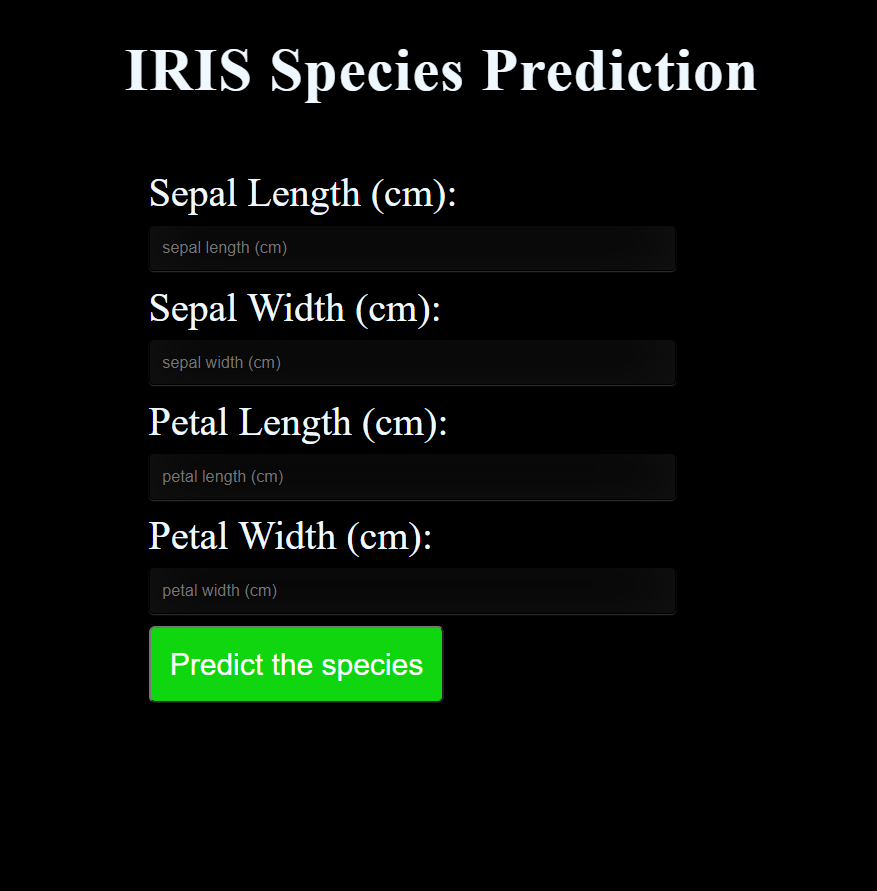 IRIS Species Prediction
Sepal Length (cm):
sepal length (cm)
Sepal Width (cm):
sepal width (cm)
Petal Length (cm):
petal length (cm)
Petal Width (cm):
petal width (cm)
Predict the species